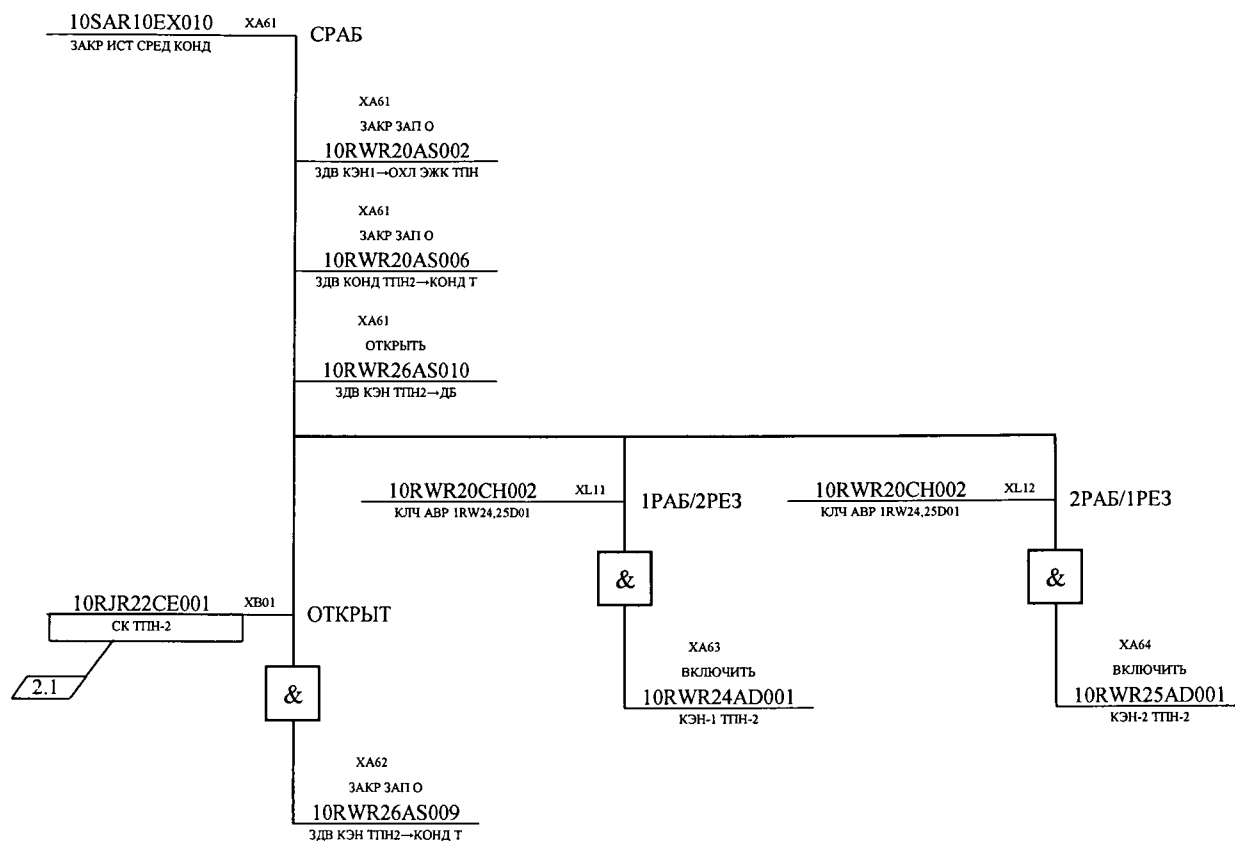 10SAR10EX010 XA61
СРАБ
ЗАКР ИСТ СРЕД КОНД
XA61
ЗАКР ЗАП О
10RWR20AS002
ЗДВ КЭН1→ОХЛ ЭЖК ТПН
XA61
ЗАКР ЗАП О
10RWR20AS006
ЗДВ КОНД ТПН2→КОНД Т
XA61
ОТКРЫТЬ
10RWR26AS010
ЗДВ КЭН ТПН2→ДБ
10RWR20CH002 XL11
1РАБ/2РЕЗ
КЛЧ АВР 1RW24,25D01
10RWR20CH002 XL12
2РАБ/1РЕЗ
КЛЧ АВР 1RW24,25D01
&
&
10RJR22CE001 XB01
ОТКРЫТ
СК ТПН-2
2.1
&
XA63
ВКЛЮЧИТЬ
10RWR24AD001
КЭН-1 ТПН-2
XA64
ВКЛЮЧИТЬ
10RWR25AD001
КЭН-2 ТПН-2
XA62
ЗАКР ЗАП О
10RWR26AS009
ЗДВ КЭН ТПН2→КОНД Т